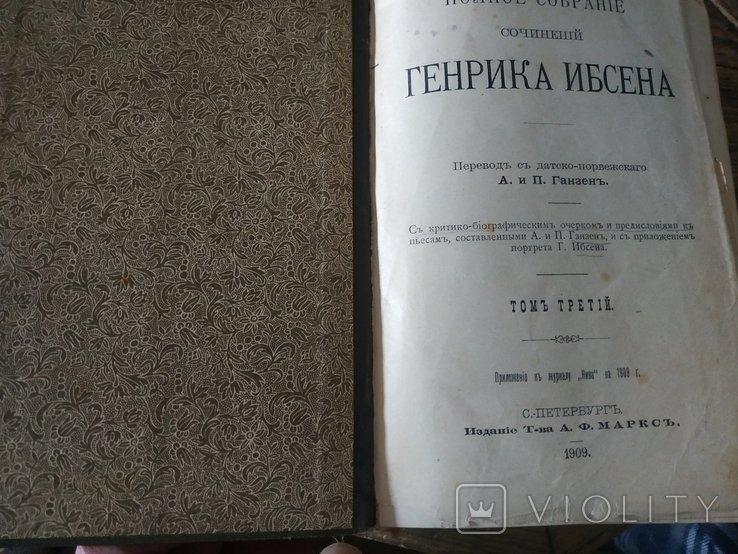 ПОЛНОЕ СОБРАНІЕ
СОЧИНЕНІЙ
ГЕНРИКА ИБСЕНА
Переводъ съ датско-норвежскаго
А. и П. Ганзенъ.
Съ критико-біографическимъ очеркомъ и предисловіями къ
пьесамъ, составленными А. и П. Ганзенъ, и съ приложеніемъ
портрета Г. Ибсена.
ТОМЪ ТРЕТІЙ.
Приложеніе къ журналу „Нива" на 1909 г.
С.-ПЕТЕРБУРГЪ.
Изданіе Т-ва А. Ф. МАРКСЪ.
1909.
VIOLITY